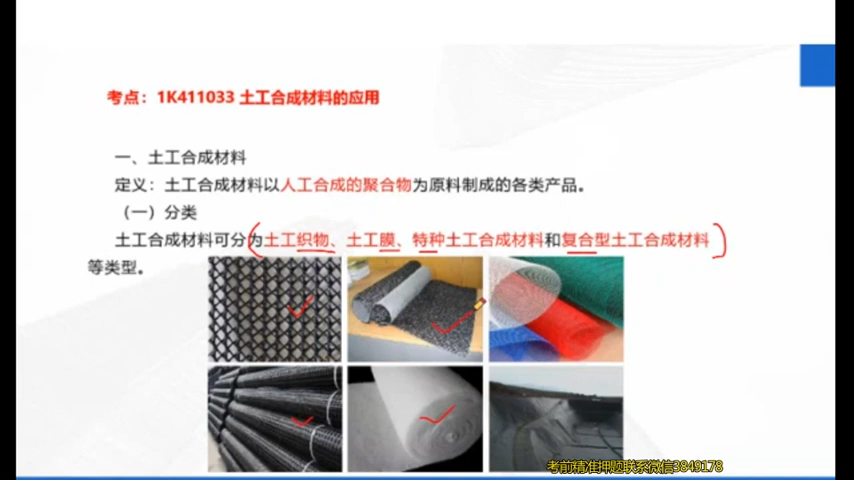 考点：1K411033 土工合成材料的应用
一、土工合成材料
定义：土工合成材料以人工合成的聚合物为原料制成的各类产品。
（一）分类
土工合成材料可分为土工织物、土工膜、特种土工合成材料和复合型土工合成材料
等类型。
考前精准押题联系微信3849178